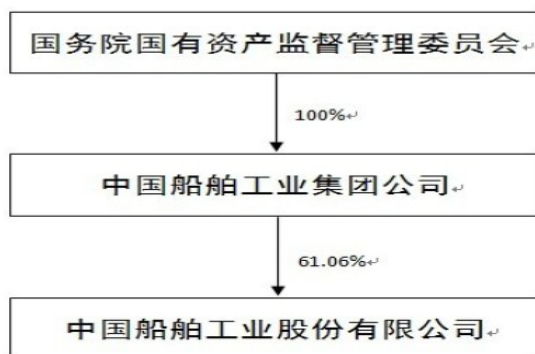 国务院国有资产监督管理委员会
100%
中国船舶工业集团公司
61.06%
中国船舶工业股份有限公司